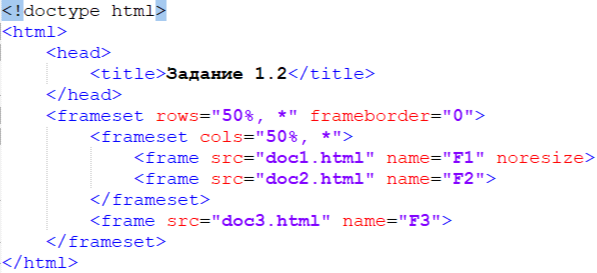 <!doctype html>
<html>
    <head>
        <title>Задание 1.2</title>
    </head>
    <frameset rows="50%, *" frameborder="0">
        <frameset cols="50%, *">
            <frame src="doc1.html" name="F1" noresize>
            <frame src="doc2.html" name="F2">
        </frameset>
        <frame src="doc3.html" name="F3">
    </frameset>
</html>